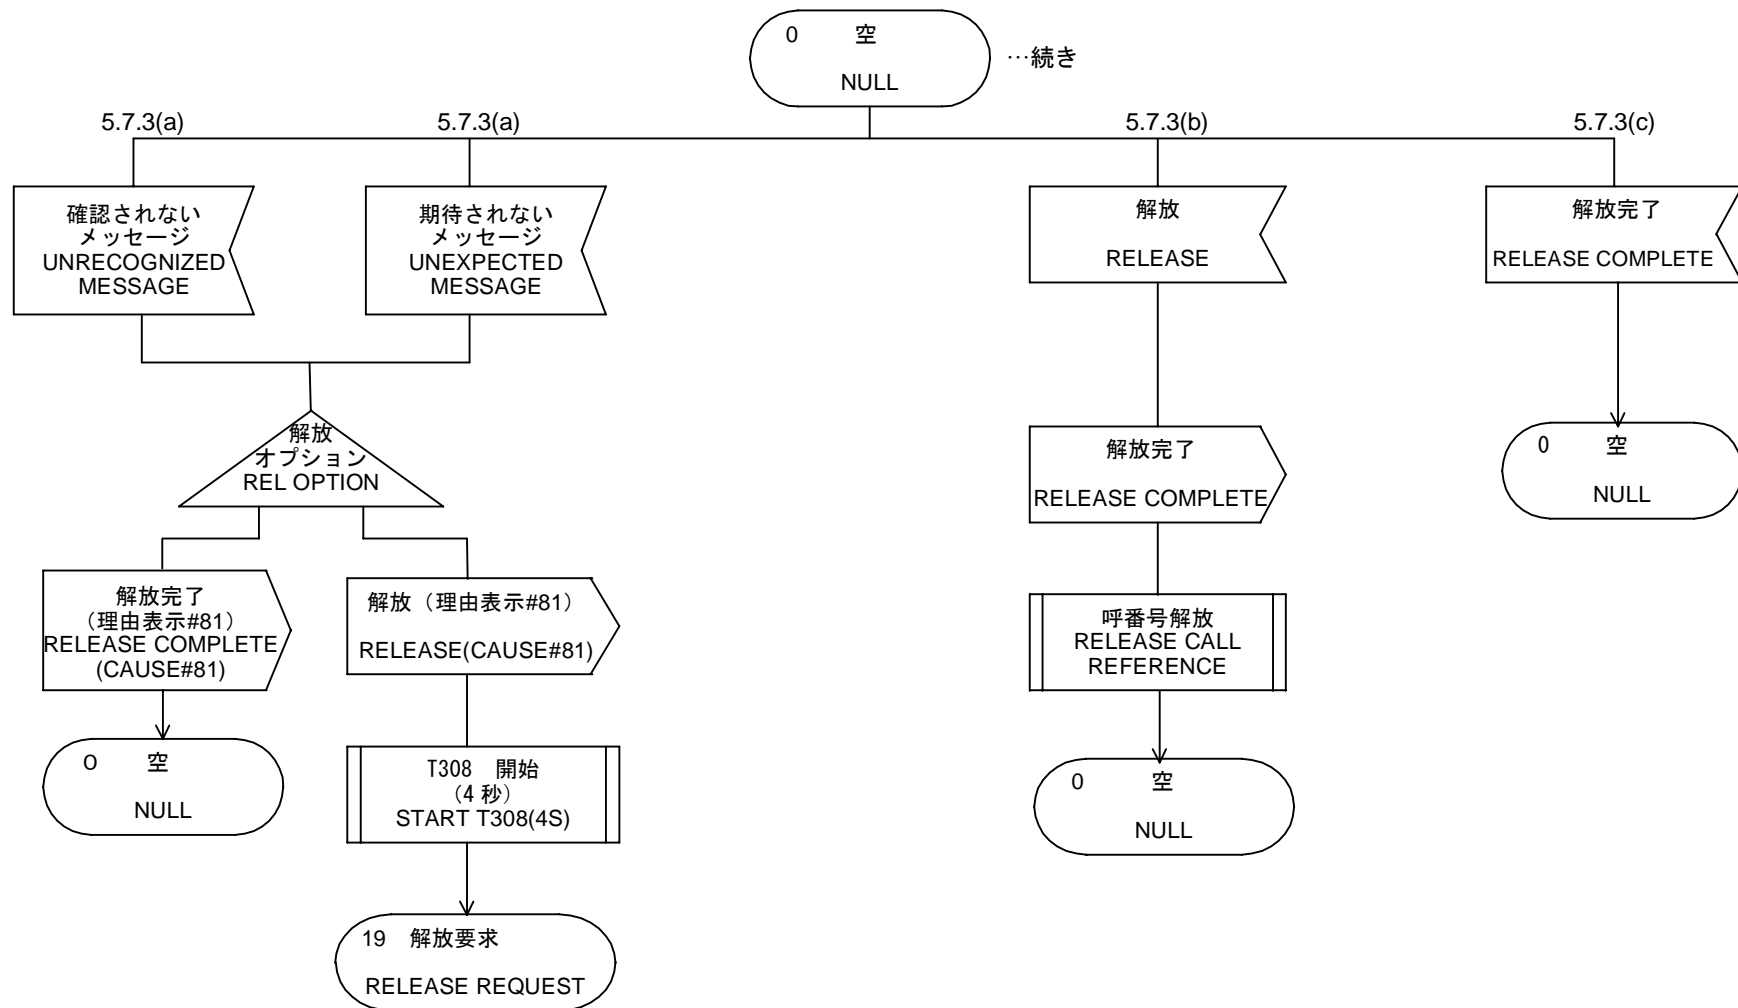 0 空
…続き
NULL
5.7.3(a)
5.7.3(a)
5.7.3(b)
5.7.3(c)
確認されない
メッセージ
UNRECOGNIZED
MESSAGE
期待されない
メッセージ
UNEXPECTED
MESSAGE
解放
RELEASE
解放完了
RELEASE COMPLETE
解放
オプション
REL OPTION
解放完了
RELEASE COMPLETE
0 空
NULL
解放完了
（理由表示#81）
RELEASE COMPLETE
(CAUSE#81)
解放（理由表示#81）
RELEASE(CAUSE#81)
呼番号解放
RELEASE CALL
REFERENCE
O 空
NULL
T308 開始
（4 秒）
START T308(4S)
0 空
NULL
19 解放要求
RELEASE REQUEST